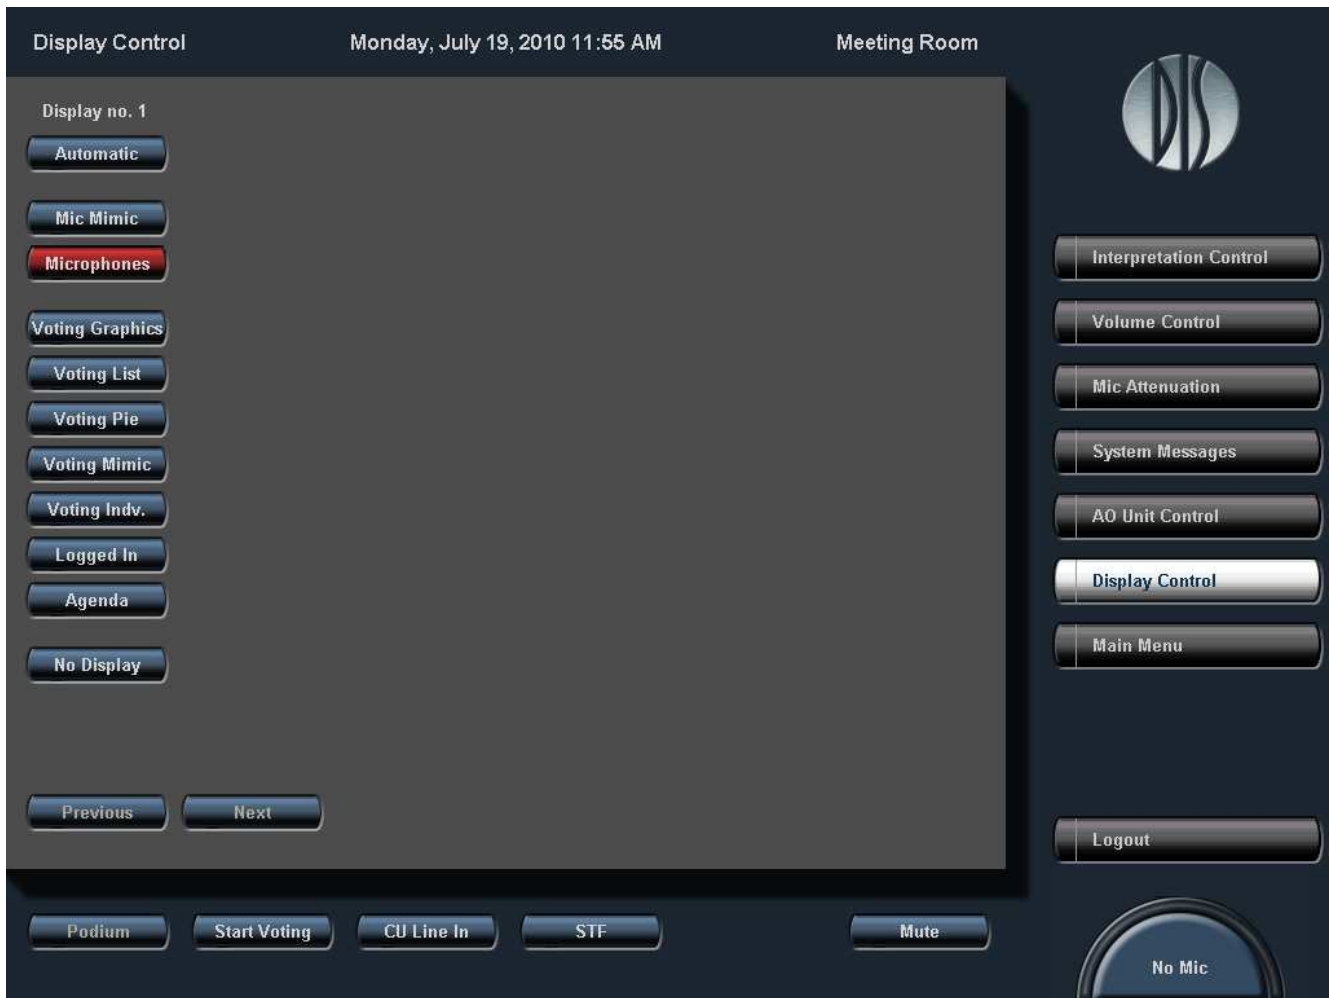 Display Control Monday, July 19, 2010 11:55 AM Meeting Room
DIS
Display no. 1
Automatic
Mic Mimic
Microphones
Voting Graphics
Voting List
Voting Pie
Voting Mimic
Voting Indv.
Logged In
Agenda
No Display
Previous Next
Interpretation Control
Volume Control
Mic Attenuation
System Messages
AO Unit Control
Display Control
Main Menu
Logout
Podium Start Voting CU Line In STF Mute
No Mic